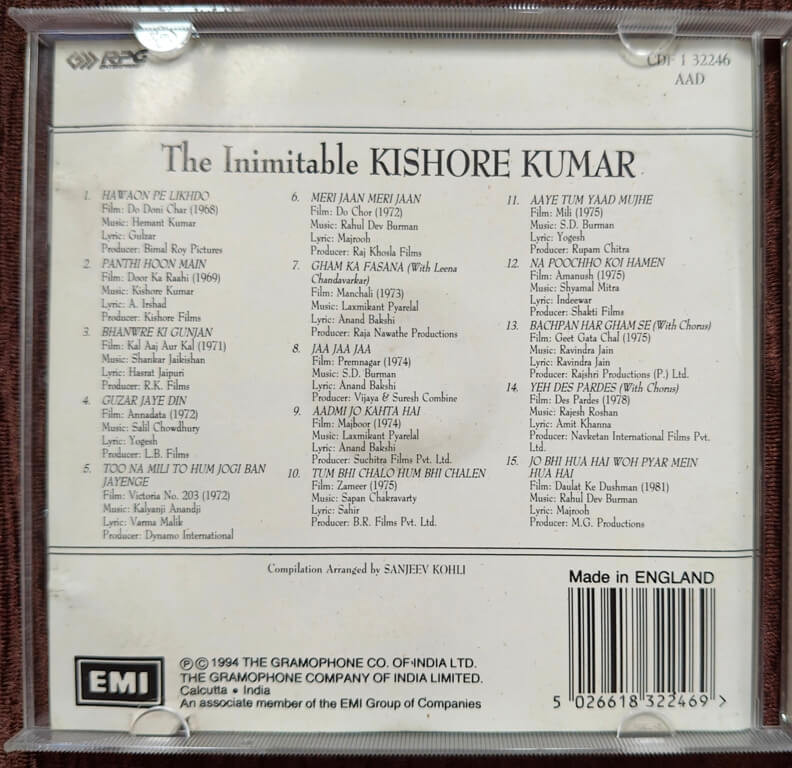 RPG
CDF 1 32246
AAD
The Inimitable KISHORE KUMAR
1. HAWAON PE LIKHDO
Film: Do Doni Char (1968)
Music: Hemant Kumar
Lyric: Gulzar
Producer: Bimal Roy Pictures
2. PANTHI HOON MAIN
Film: Door Ka Raahi (1969)
Music: Kishore Kumar
Lyric: A. Irshad
Producer: Kishore Films
3. BHANWRE KI GUNJAN
Film: Kal Aaj Aur Kal (1971)
Music: Shankar Jaikishan
Lyric: Hasrat Jaipuri
Producer: R.K. Films
4. GUZAR JAYE DIN
Film: Annadata (1972)
Music: Salil Chowdhury
Lyric: Yogesh
Producer: L.B. Films
5. TOO NA MILI TO HUM JOGI BAN
JAYENGE
Film: Victoria No. 203 (1972)
Music: Kalyanji Anandji
Lyric: Varma Malik
Producer: Dynamo International
6. MERI JAAN MERI JAAN
Film: Do Chor (1972)
Music: Rahul Dev Burman
Lyric: Majrooh
Producer: Raj Khosla Films
7. GHAM KA FASANA (With Leena
Chandavarkar)
Film: Manchali (1973)
Music: Laxmikant Pyarelal
Lyric: Anand Bakshi
Producer: Raja Nawathe Productions
8. JAA JAA JAA
Film: Premnagar (1974)
Music: S.D. Burman
Lyric: Anand Bakshi
Producer: Vijaya & Suresh Combine
9. AADMI JO KAHTA HAI
Film: Majboor (1974)
Music: Laxmikant Pyarelal
Lyric: Anand Bakshi
Producer: Suchitra Films Pvt. Ltd.
10. TUM BHI CHALO HUM BHI CHALEN
Film: Zameer (1975)
Music: Sapan Chakravarty
Lyric: Sahir
Producer: B.R. Films Pvt. Ltd.
11. AAYE TUM YAAD MUJHE
Film: Mili (1975)
Music: S.D. Burman
Lyric: Yogesh
Producer: Rupam Chitra
12. NA POOCHHO KOI HAMEN
Film: Amanush (1975)
Music: Shyamal Mitra
Lyric: Indeewar
Producer: Shakti Films
13. BACHPAN HAR GHAM SE (With Chorus)
Film: Geet Gata Chal (1975)
Music: Ravindra Jain
Lyric: Ravindra Jain
Producer: Rajshri Productions (P.) Ltd.
14. YEH DES PARDES (With Chorus)
Film: Des Pardes (1978)
Music: Rajesh Roshan
Lyric: Amit Khanna
Producer: Navketan International Films Pvt.
Ltd.
15. JO BHI HUA HAI WOH PYAR MEIN
HUA HAI
Film: Daulat Ke Dushman (1981)
Music: Rahul Dev Burman
Lyric: Majrooh
Producer: M.G. Productions
Compilation Arranged by SANJEEV KOHLI
Made in ENGLAND
EMI
℗© 1994 THE GRAMOPHONE CO. OF INDIA LTD.
THE GRAMOPHONE COMPANY OF INDIA LIMITED.
Calcutta • India
An associate member of the EMI Group of Companies
5 026618 322469 >